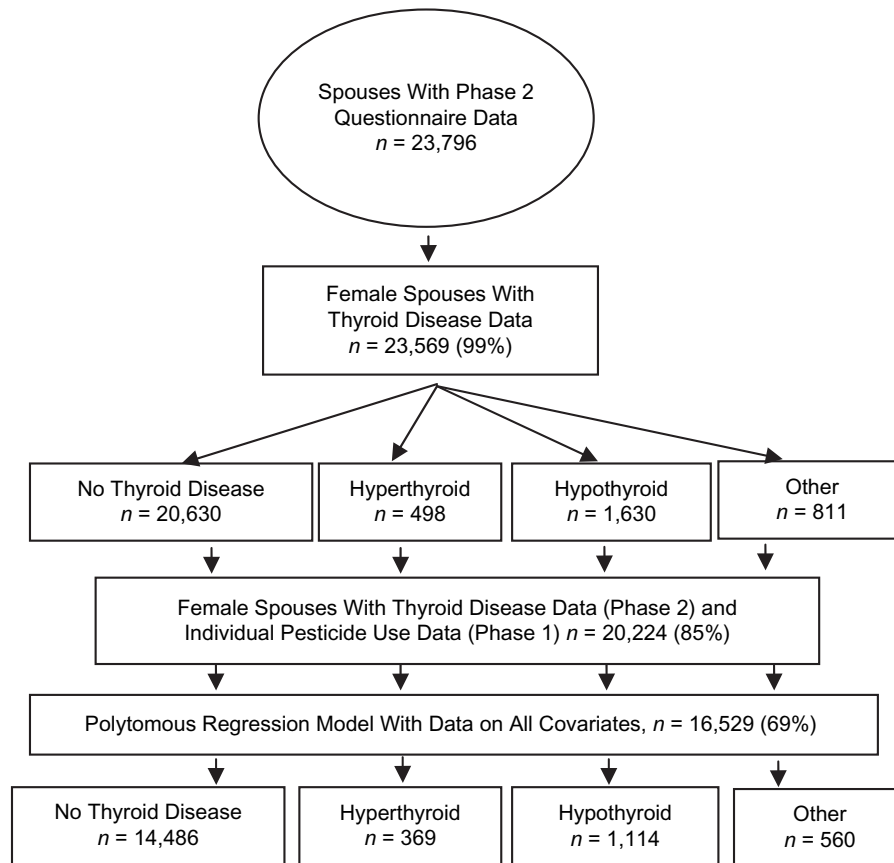 Spouses With Phase 2
Questionnaire Data
n = 23,796
Female Spouses With
Thyroid Disease Data
n = 23,569 (99%)
No Thyroid Disease
n = 20,630
Hyperthyroid
n = 498
Hypothyroid
n = 1,630
Other
n = 811
Female Spouses With Thyroid Disease Data (Phase 2) and
Individual Pesticide Use Data (Phase 1) n = 20,224 (85%)
Polytomous Regression Model With Data on All Covariates, n = 16,529 (69%)
No Thyroid Disease
n = 14,486
Hyperthyroid
n = 369
Hypothyroid
n = 1,114
Other
n = 560